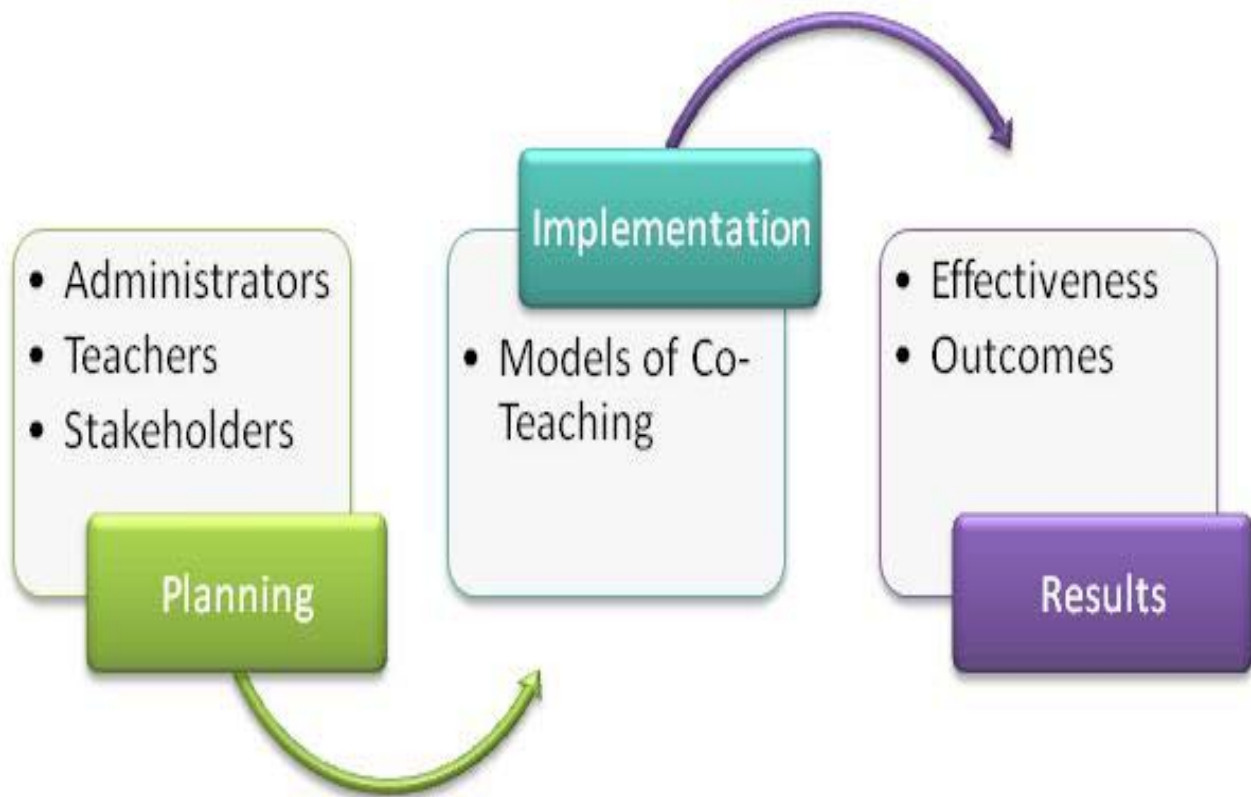 • Administrators
• Teachers
• Stakeholders
Planning
Implementation
• Models of Co-
Teaching
• Effectiveness
• Outcomes
Results